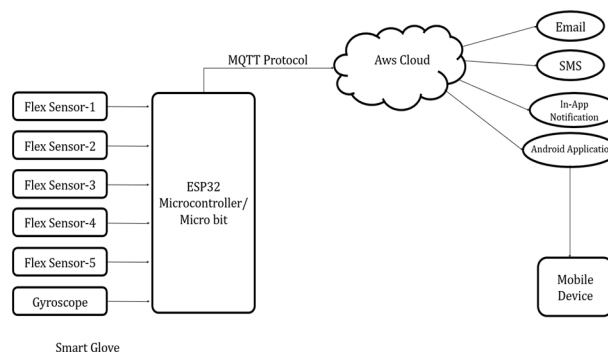 Email
MQTT Protocol
Aws Cloud
SMS
In-App
Notification
Android Application
Flex Sensor-1
Flex Sensor-2
Flex Sensor-3
Flex Sensor-4
Flex Sensor-5
Gyroscope
ESP32
Microcontroller/
Micro bit
Mobile
Device
Smart Glove